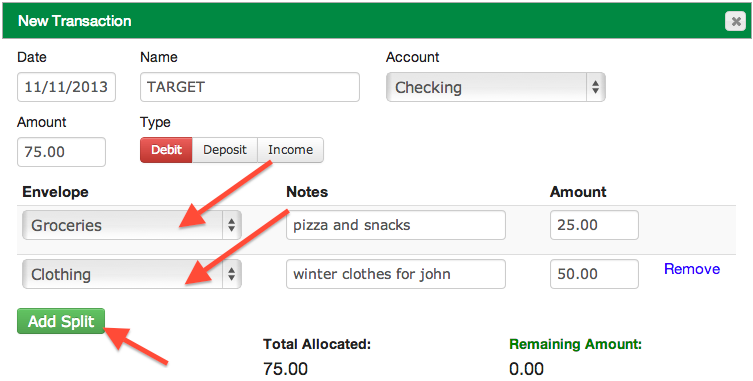 New Transaction
Date Name Account
11/11/2013 TARGET Checking
Amount Type
75.00 Debit Deposit Income
Envelope Notes Amount
Groceries pizza and snacks 25.00
Clothing winter clothes for john 50.00 Remove
Add Split
Total Allocated: Remaining Amount:
75.00 0.00